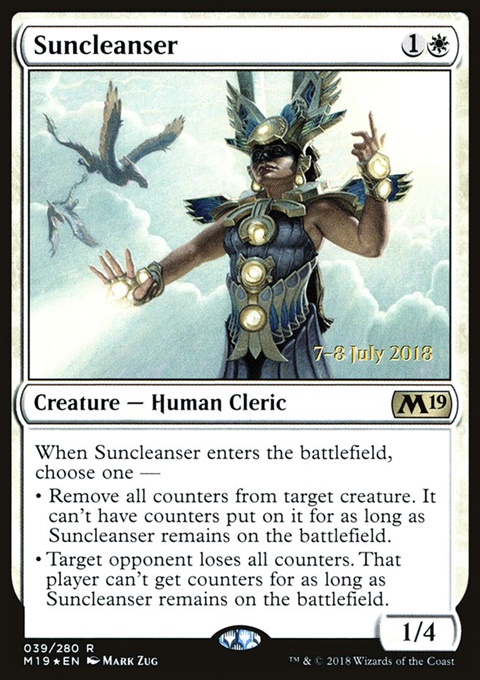 Suncleanser 1
7-8 July 2018
Creature — Human Cleric M19
When Suncleanser enters the battlefield,
choose one —
• Remove all counters from target creature. It
can't have counters put on it for as long as
Suncleanser remains on the battlefield.
• Target opponent loses all counters. That
player can't get counters for as long as
Suncleanser remains on the battlefield.
1/4
039/280 R
M19★EN Mark Zug
™ & © 2018 Wizards of the Coast